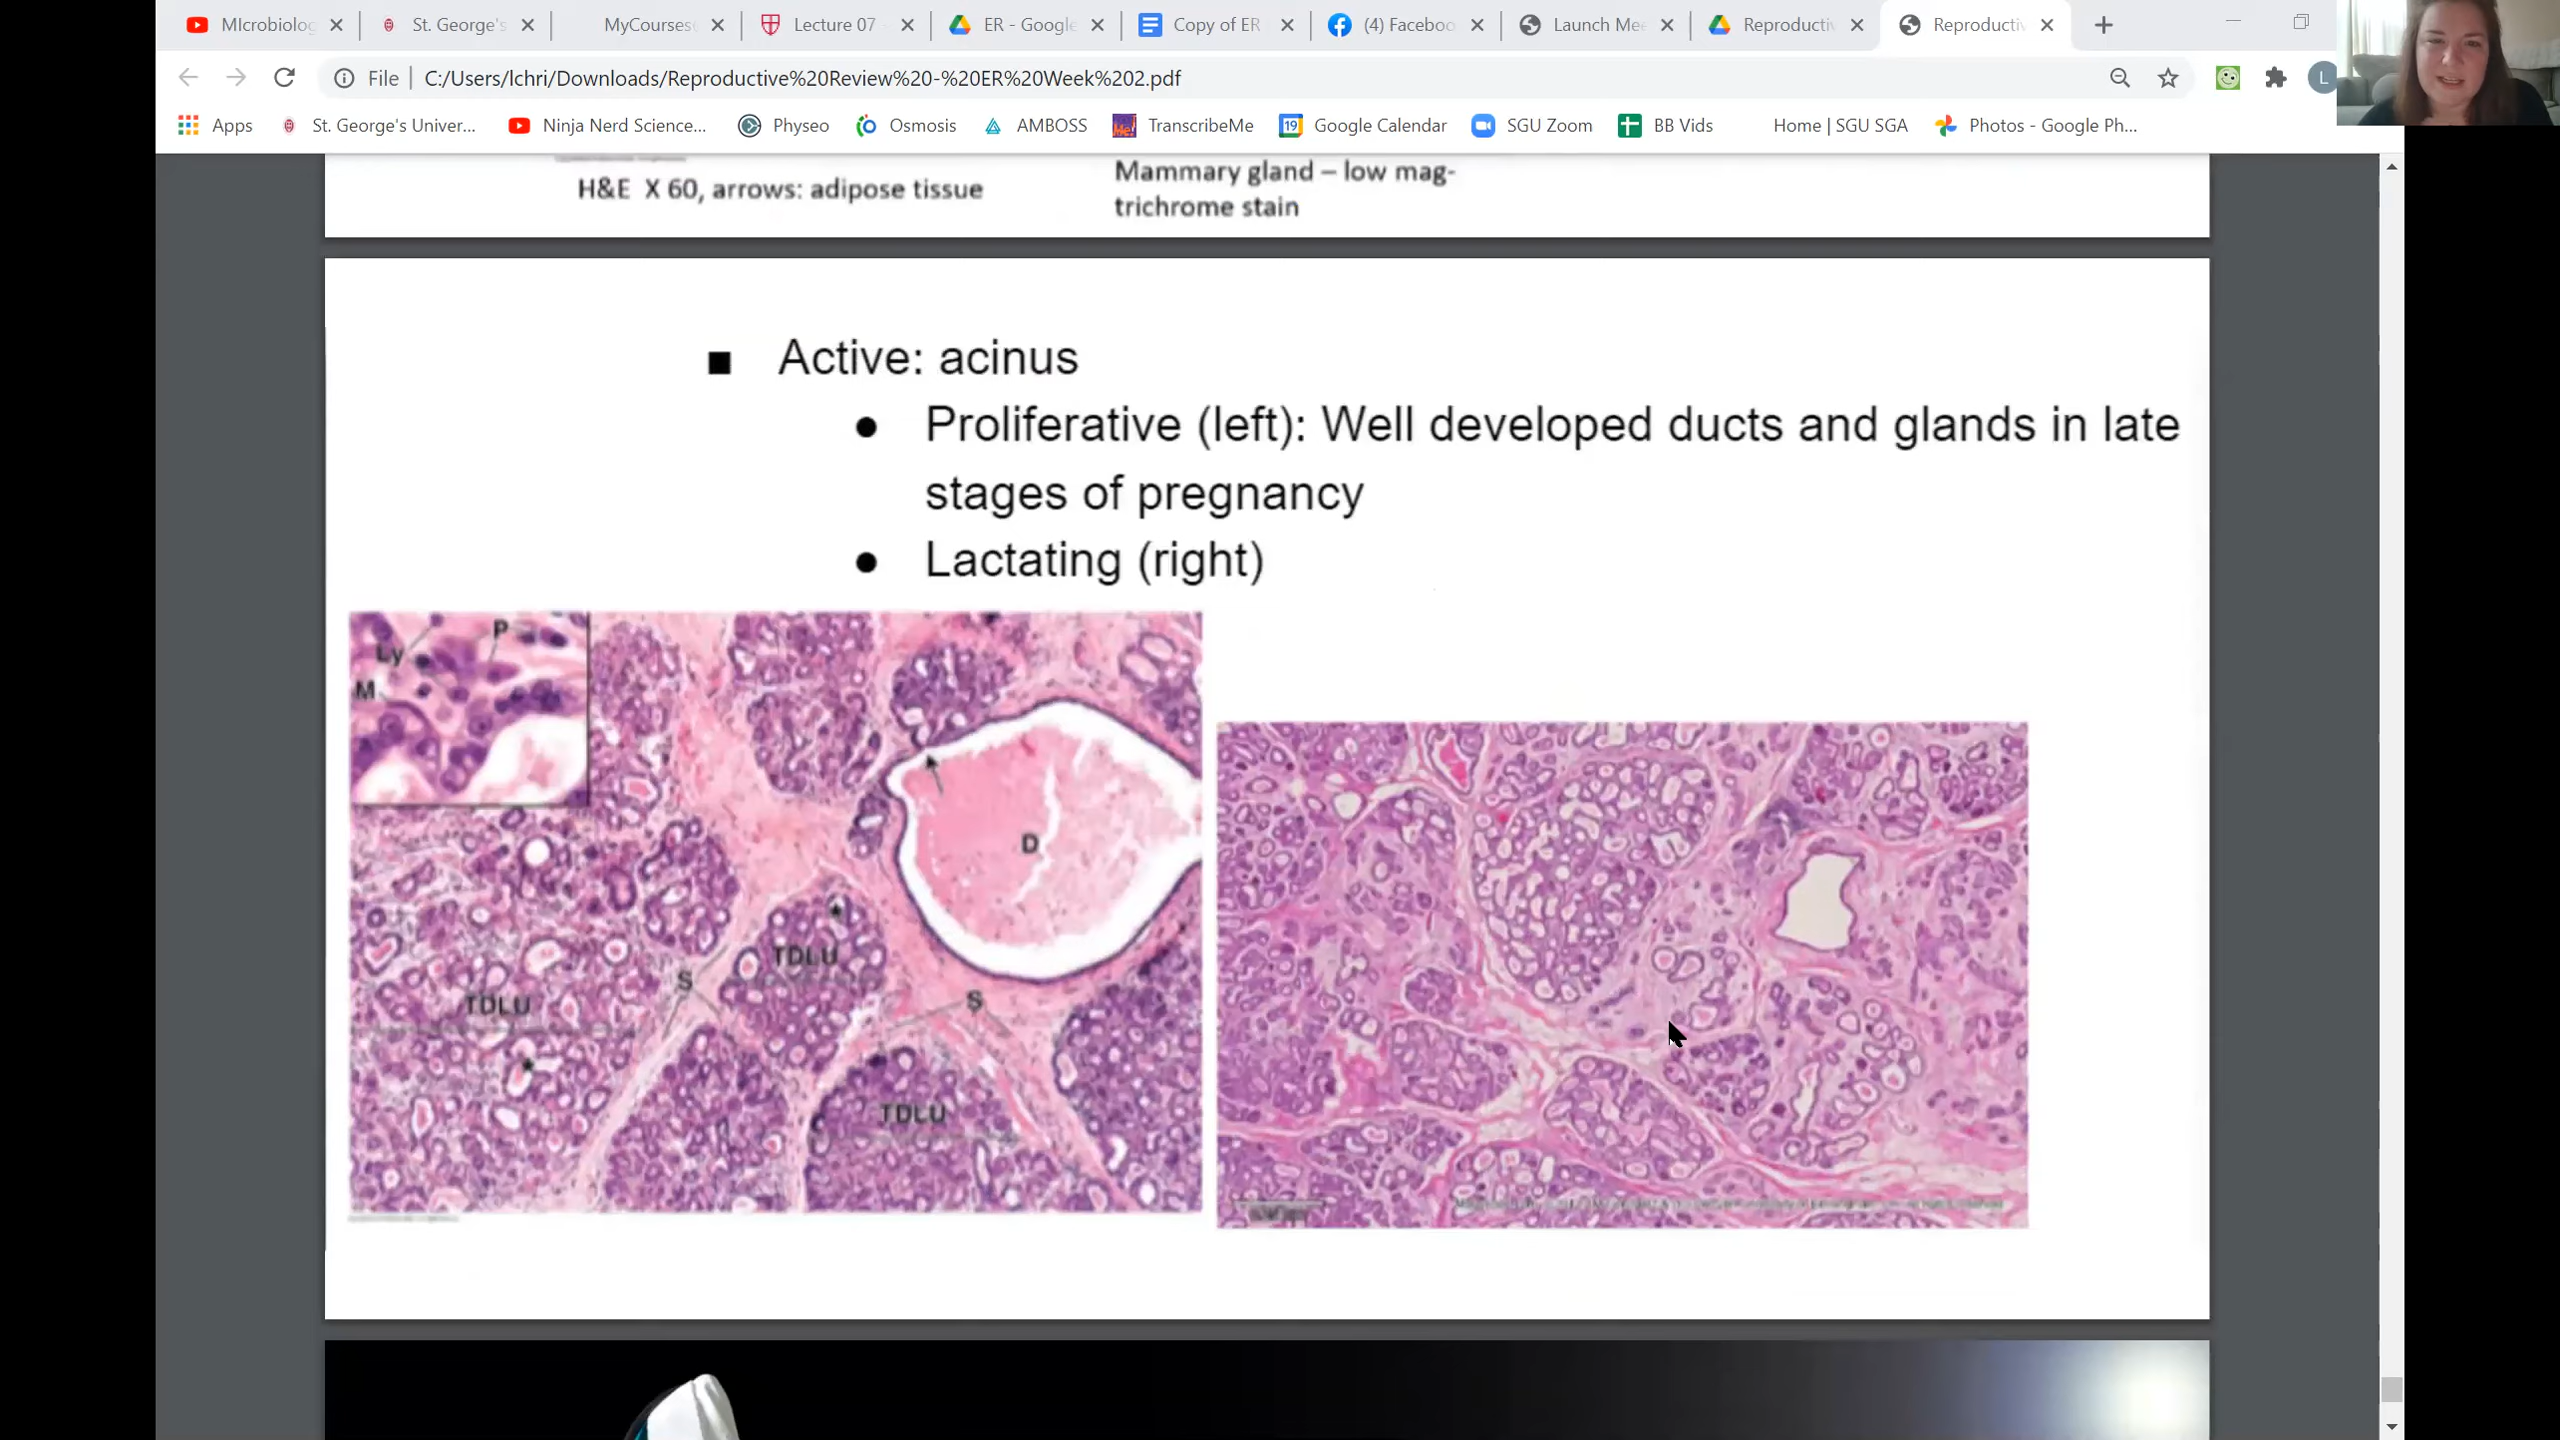 MIcrobiolog
St. George's
MyCourses
Lecture 07
ER - Google
Copy of ER
(4) Faceboo
Launch Mee
Reproductiv
Reproductiv
File C:/Users/lchri/Downloads/Reproductive%20Review%20-%20ER%20Week%202.pdf
L
Apps St. George's Univer... Ninja Nerd Science... Physeo Osmosis AMBOSS TranscribeMe 19 Google Calendar SGU Zoom BB Vids Home | SGU SGA Photos - Google Ph...
H&E X 60, arrows: adipose tissue
Mammary gland – low mag-
trichrome stain
■ Active: acinus
● Proliferative (left): Well developed ducts and glands in late
stages of pregnancy
● Lactating (right)
P
Ly
M
D
TDLU
S
S
TDLU
TDLU